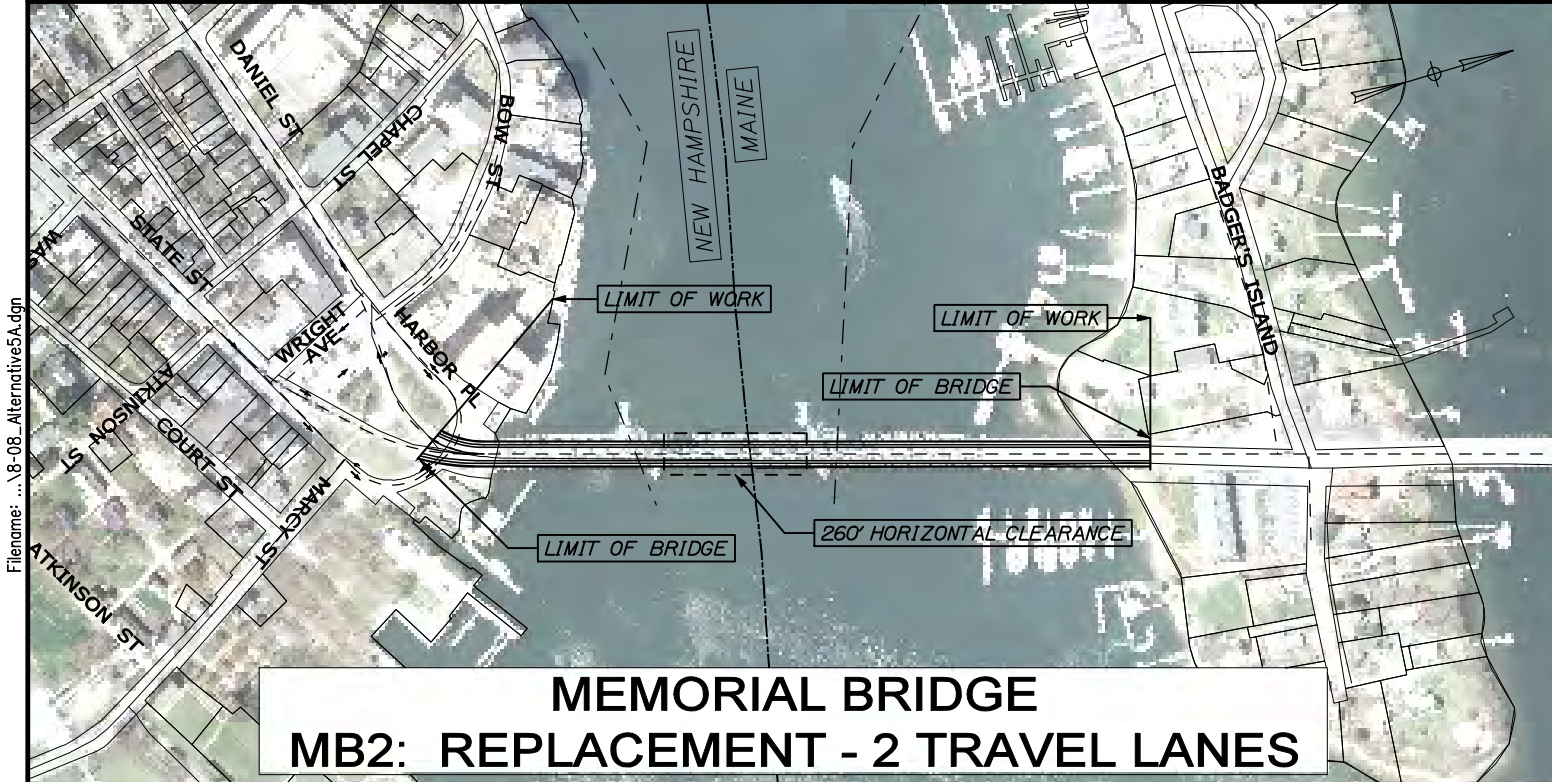 DANIEL ST
CHAPEL ST
BOW ST
NEW HAMPSHIRE
MAINE
BADGER'S ISLAND
STATE ST
WAS
LIMIT OF WORK
LIMIT OF WORK
WRIGHT
AVE
HARBOR PL
LIMIT OF BRIDGE
ATKINSON ST
COURT ST
MARCY ST
260' HORIZONTAL CLEARANCE
LIMIT OF BRIDGE
ATKINSON ST
Filename: ...\8-08_Alternative5A.dgn
MEMORIAL BRIDGE
MB2: REPLACEMENT - 2 TRAVEL LANES